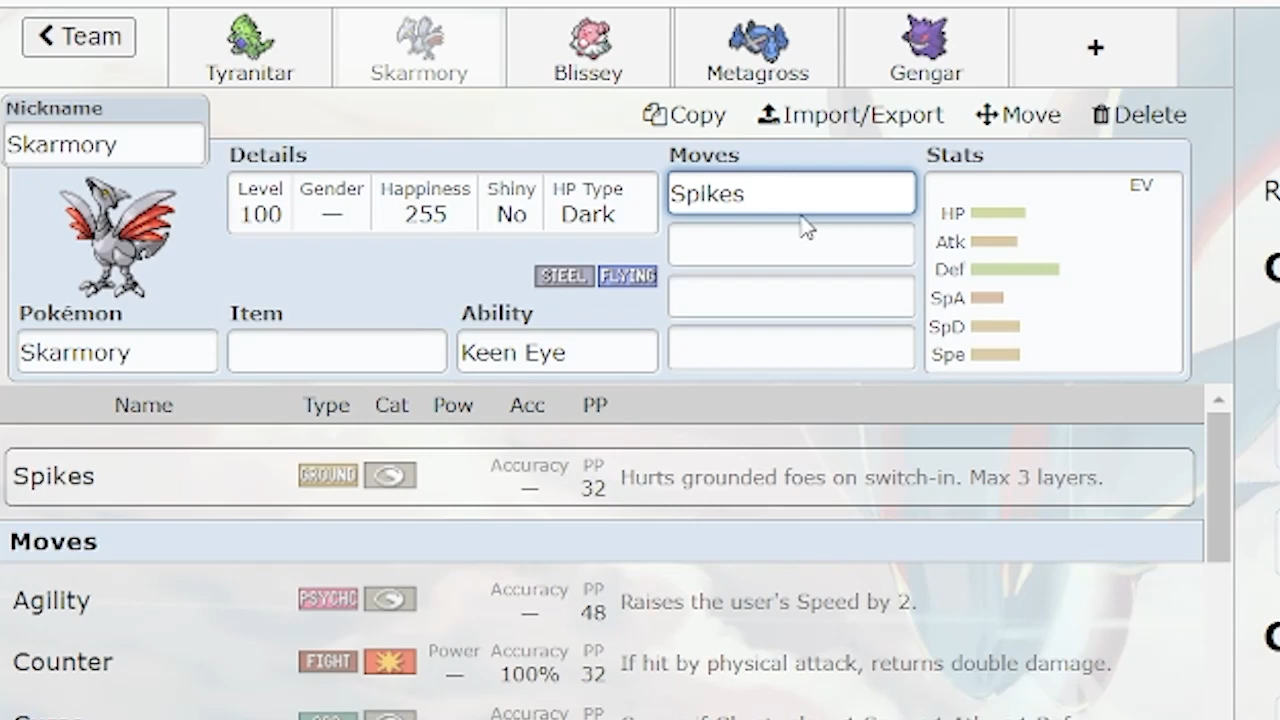 Team
Tyranitar
Skarmory
Blissey
Metagross
Gengar
+
Nickname
Skarmory
Copy
Import/Export
Move
Delete
Details
Moves
Stats
Level Gender Happiness Shiny HP Type
100 — 255 No Dark
Spikes
EV
HP
Atk
Def
SpA
SpD
Spe
STEEL FLYING
Pokémon Item Ability
Skarmory
Keen Eye
Name Type Cat Pow Acc PP
Spikes GROUND Accuracy — PP 32 Hurts grounded foes on switch-in. Max 3 layers.
Moves
Agility PSYCHC Accuracy — PP 48 Raises the user's Speed by 2.
Counter FIGHT Power — Accuracy 100% PP 32 If hit by physical attack, returns double damage.
Accuracy PP